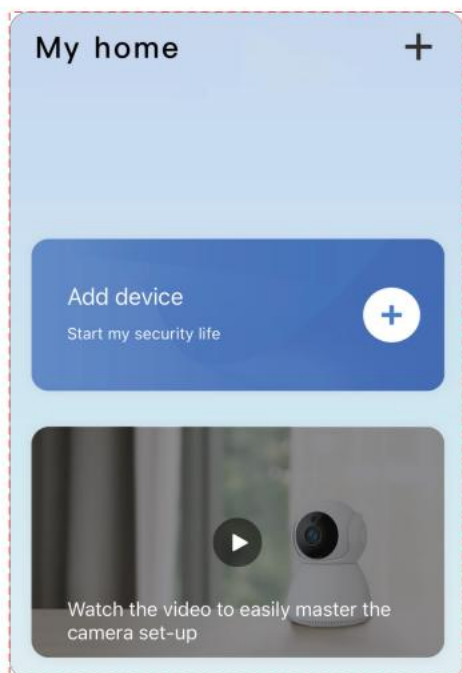 My home
Add device
Start my security life
Watch the video to easily master the
camera set-up